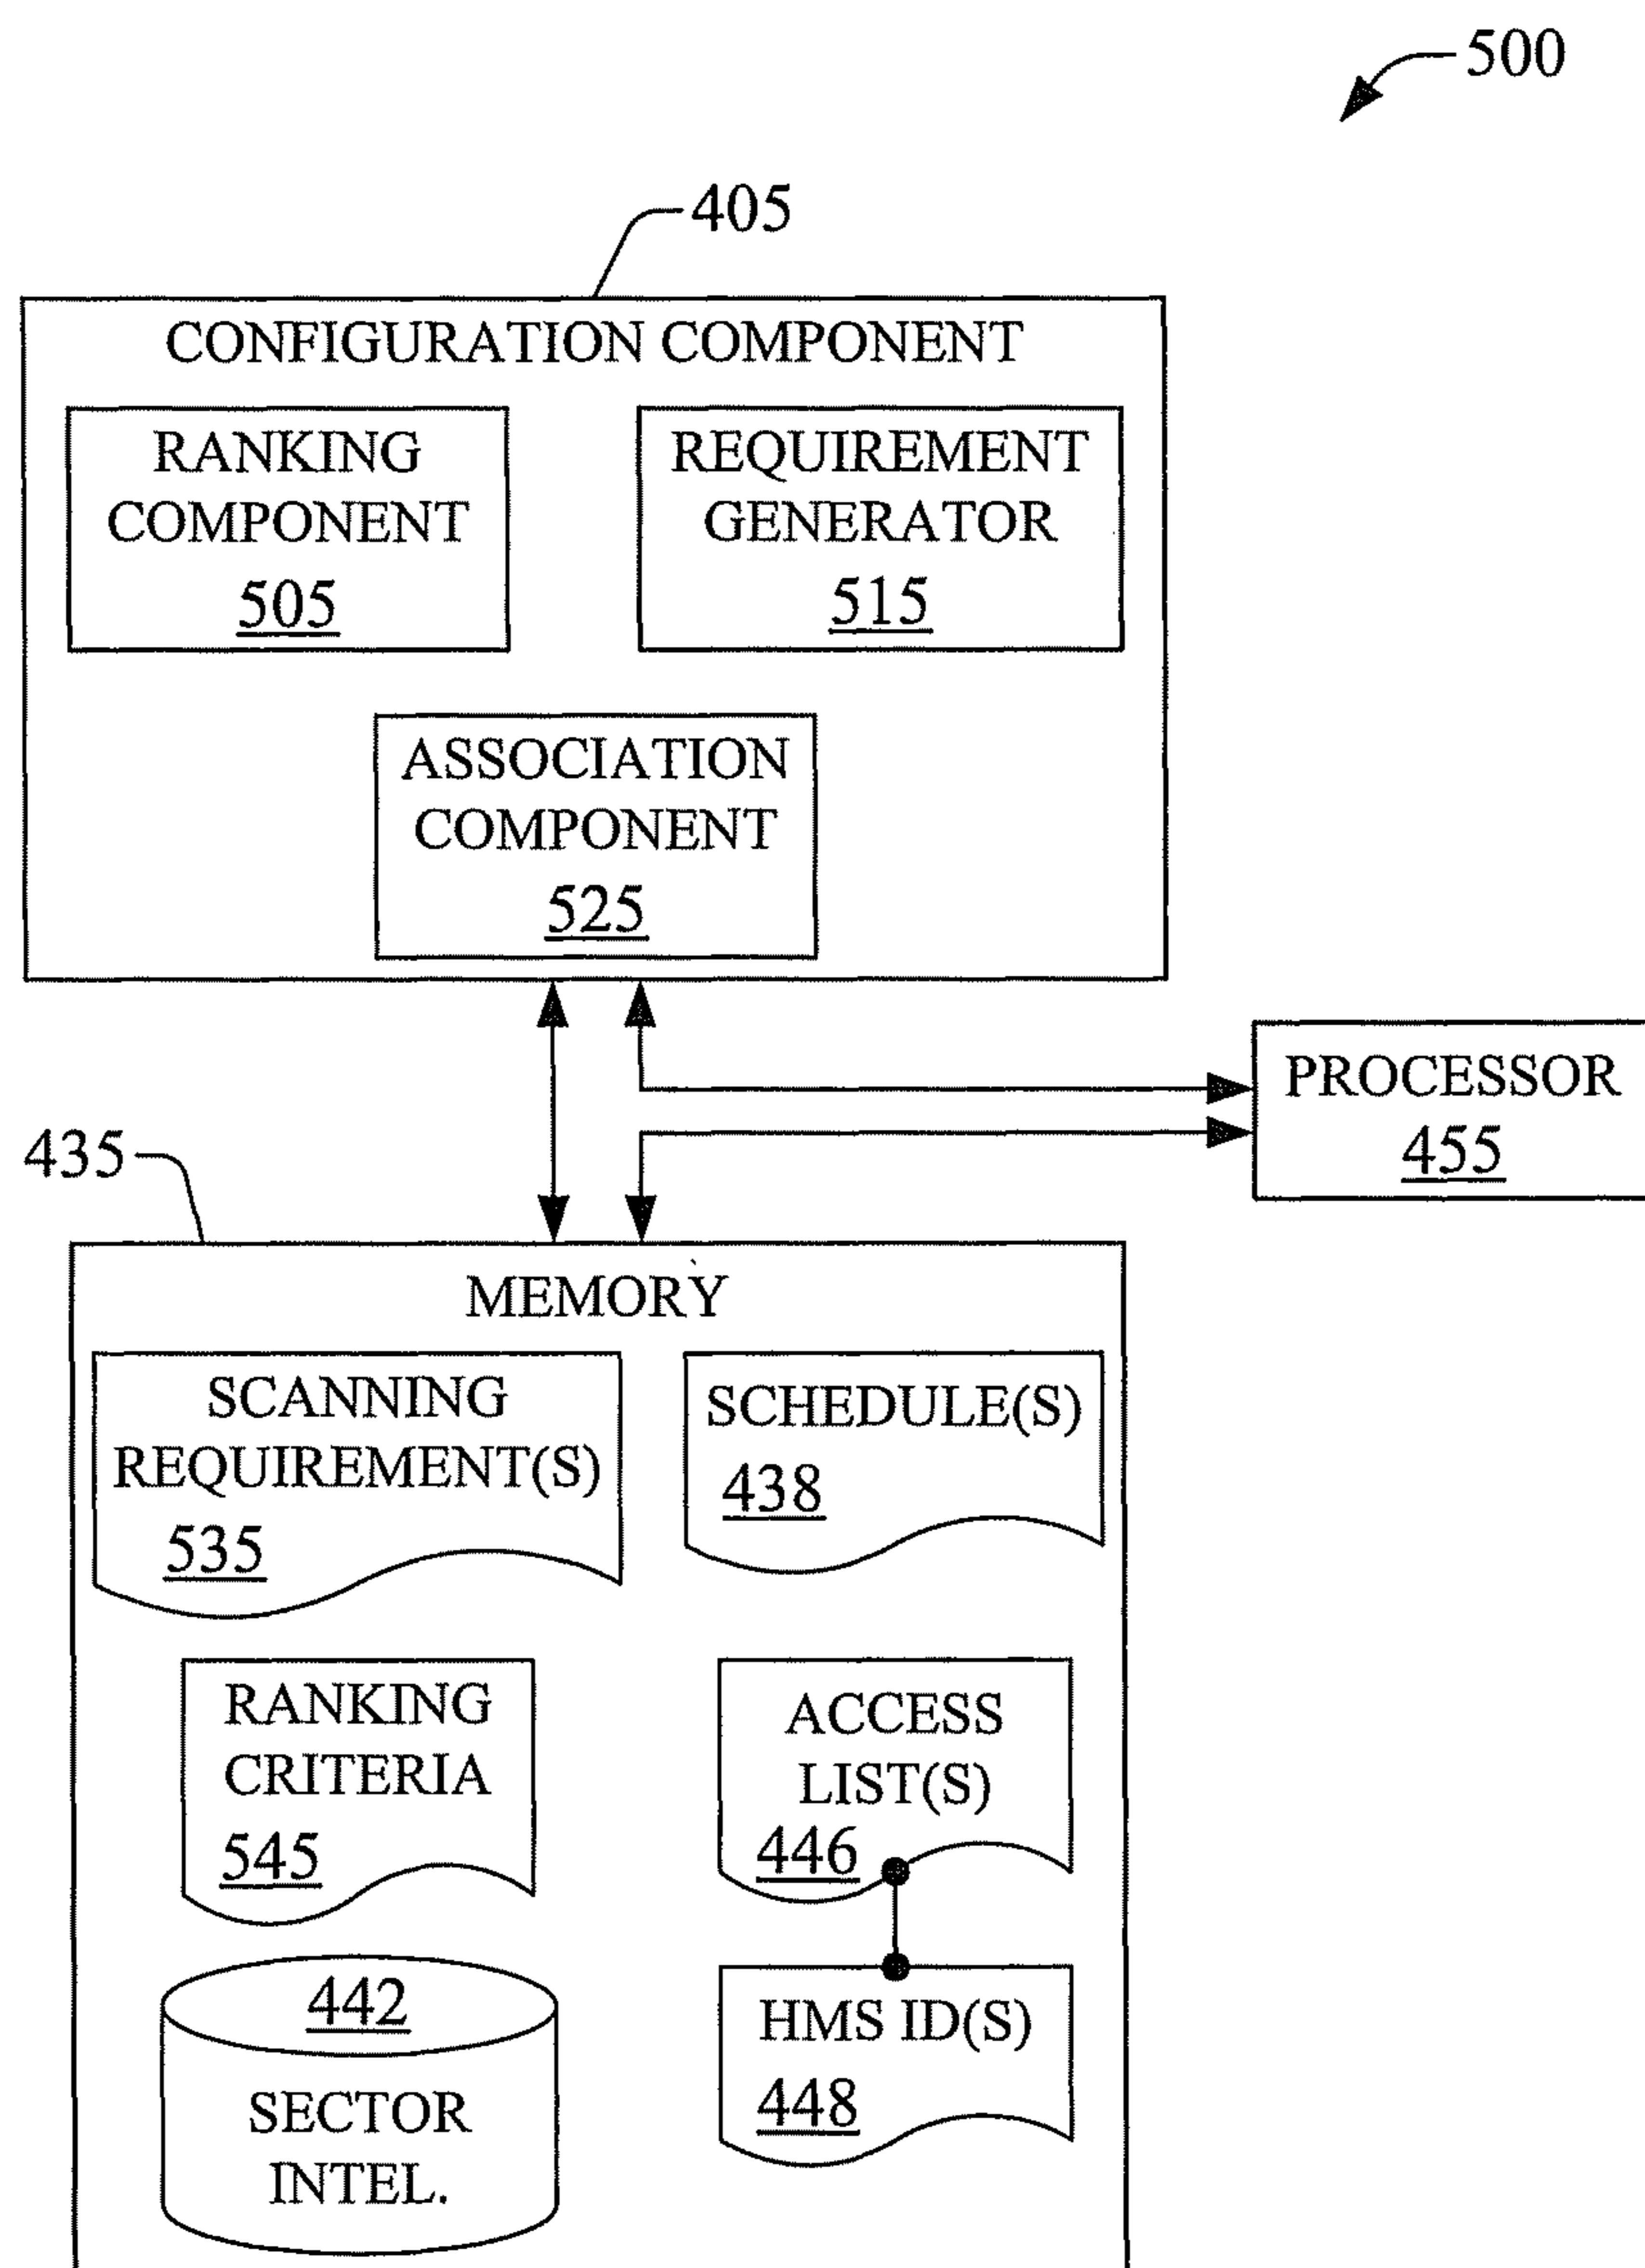 500
405
CONFIGURATION COMPONENT
RANKING
COMPONENT
505
REQUIREMENT
GENERATOR
515
ASSOCIATION
COMPONENT
525
PROCESSOR
455
435
MEMORY
SCANNING
REQUIREMENT(S)
535
SCHEDULE(S)
438
RANKING
CRITERIA
545
ACCESS
LIST(S)
446
442
SECTOR
INTEL.
HMS ID(S)
448